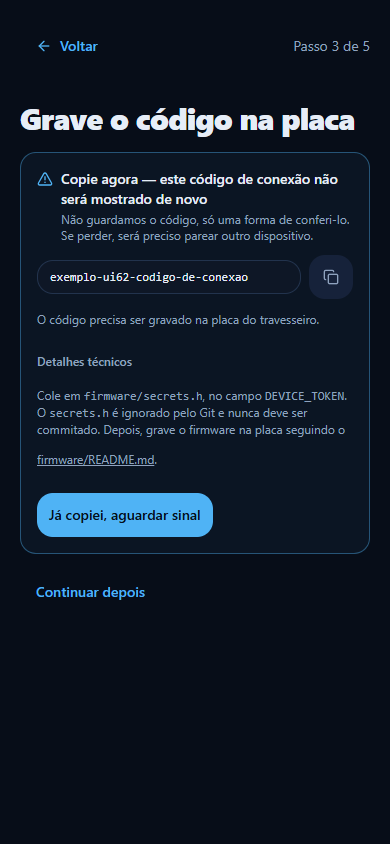 Voltar
Passo 3 de 5
Grave o código na placa
Copie agora — este código de conexão não
será mostrado de novo
Não guardamos o código, só uma forma de conferi-lo.
Se perder, será preciso parear outro dispositivo.
exemplo-ui62-codigo-de-conexao
O código precisa ser gravado na placa do travesseiro.
Detalhes técnicos
Cole em firmware/secrets.h, no campo DEVICE_TOKEN.
O secrets.h é ignorado pelo Git e nunca deve ser
commitado. Depois, grave o firmware na placa seguindo o
firmware/README.md.
Já copiei, aguardar sinal
Continuar depois